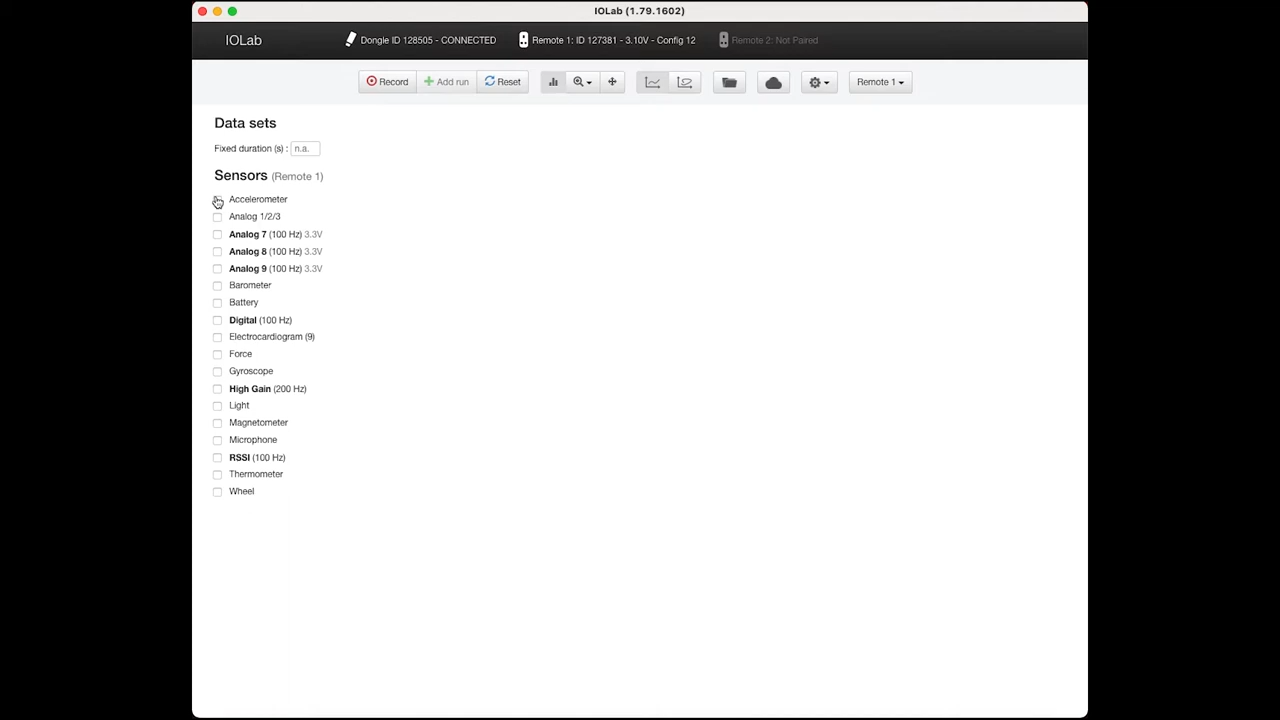 IOLab (1.79.1602)
IOLab Dongle ID 128505 - CONNECTED Remote 1: ID 127381 - 3.10V - Config 12 Remote 2: Not Paired
Record Add run Reset Remote 1
Data sets
Fixed duration (s) : n.a.
Sensors (Remote 1)
Accelerometer
Analog 1/2/3
Analog 7 (100 Hz) 3.3V
Analog 8 (100 Hz) 3.3V
Analog 9 (100 Hz) 3.3V
Barometer
Battery
Digital (100 Hz)
Electrocardiogram (9)
Force
Gyroscope
High Gain (200 Hz)
Light
Magnetometer
Microphone
RSSI (100 Hz)
Thermometer
Wheel